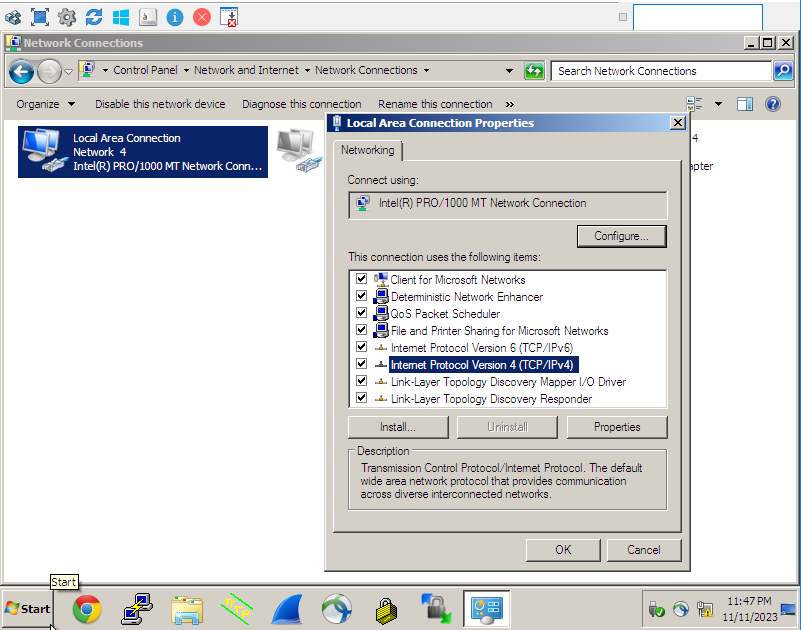 Network Connections
Control Panel
Network and Internet
Network Connections
Search Network Connections
Organize
Disable this network device
Diagnose this connection
Rename this connection
»
Local Area Connection
Network 4
Intel(R) PRO/1000 MT Network Conn...
4
apter
Local Area Connection Properties
Networking
Connect using:
Intel(R) PRO/1000 MT Network Connection
Configure...
This connection uses the following items:
Client for Microsoft Networks
Deterministic Network Enhancer
QoS Packet Scheduler
File and Printer Sharing for Microsoft Networks
Internet Protocol Version 6 (TCP/IPv6)
Internet Protocol Version 4 (TCP/IPv4)
Link-Layer Topology Discovery Mapper I/O Driver
Link-Layer Topology Discovery Responder
Install...
Uninstall
Properties
Description
Transmission Control Protocol/Internet Protocol. The default
wide area network protocol that provides communication
across diverse interconnected networks.
OK
Cancel
Start
Start
11:47 PM
11/11/2023